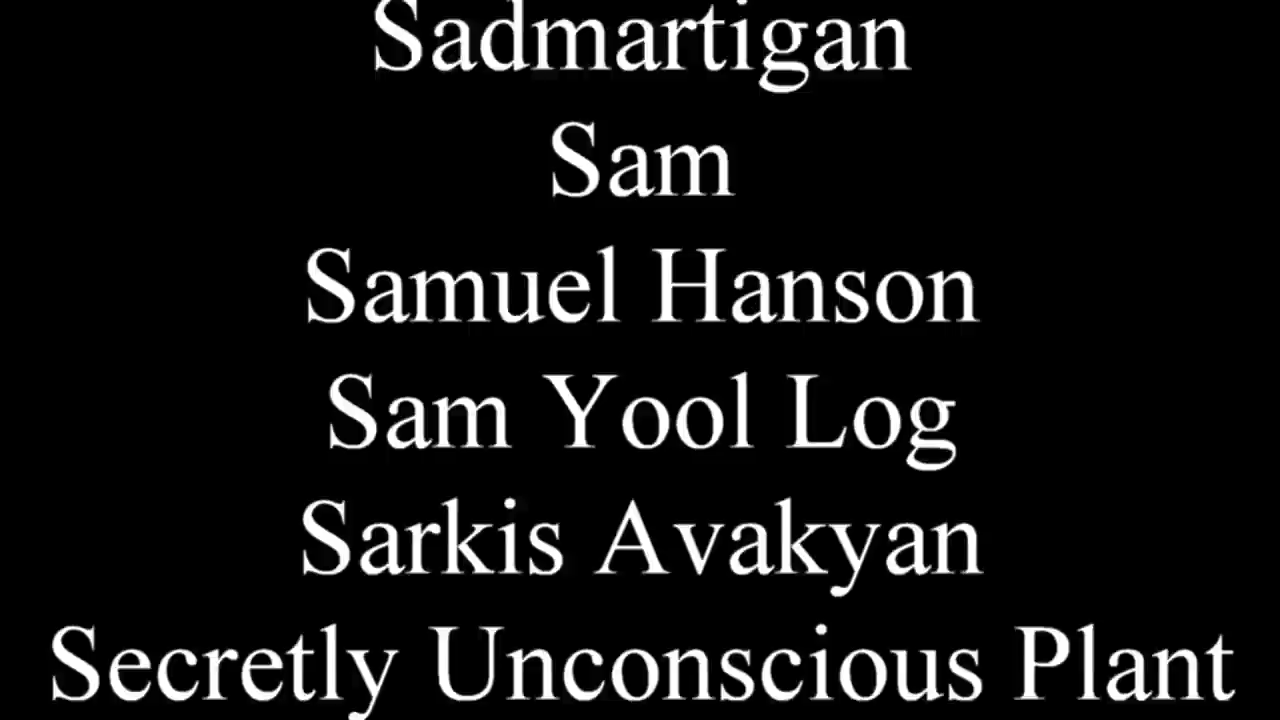 Sadmartigan
Sam
Samuel Hanson
Sam Yool Log
Sarkis Avakyan
Secretly Unconscious Plant